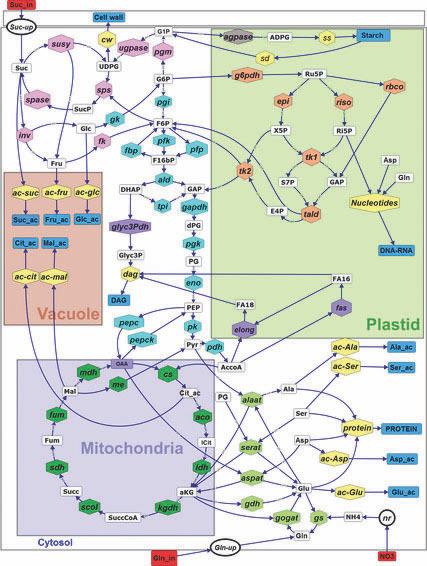 Suc_in
Cell wall
G1P
agpase
ADPG
ss
Starch
Suc-up
susy
cw
ugpase
pgm
sd
Suc
UDPG
G6P
g6pdh
Ru5P
rbco
spase
SucP
sps
pgi
epi
riso
gk
inv
Glc
fk
F6P
X5P
Ri5P
fbp
pfk
pfp
Fru
F16bP
tk2
tk1
Asp
Gln
ald
S7P
GAP
ac-suc
ac-fru
ac-glc
DHAP
GAP
tpi
Nucleotides
Suc_ac
Fru_ac
Glc_ac
gapdh
E4P
tald
glyc3Pdh
dPG
Cit_ac
Mal_ac
pgk
DNA-RNA
Glyc3P
PG
ac-cit
ac-mal
dag
eno
FA16
Vacuole
DAG
FA18
fas
Plastid
PEP
pepc
pk
elong
pepck
Pyr
pdh
ac-Ala
Ala_ac
OAA
AccoA
mdh
cs
ac-Ser
Ser_ac
me
Mal
Cit_ac
PG
alaat
Ala
fum
aco
Ser
protein
PROTEIN
Mitochondria
ICit
Fum
serat
Asp
sdh
idh
ac-Asp
Asp_ac
aspat
Succ
aKG
Glu
ac-Glu
Glu_ac
scol
kgdh
gdh
SuccCoA
gogat
gs
NH4
nr
Cytosol
Gln
Gln_in
Gln-up
NO3